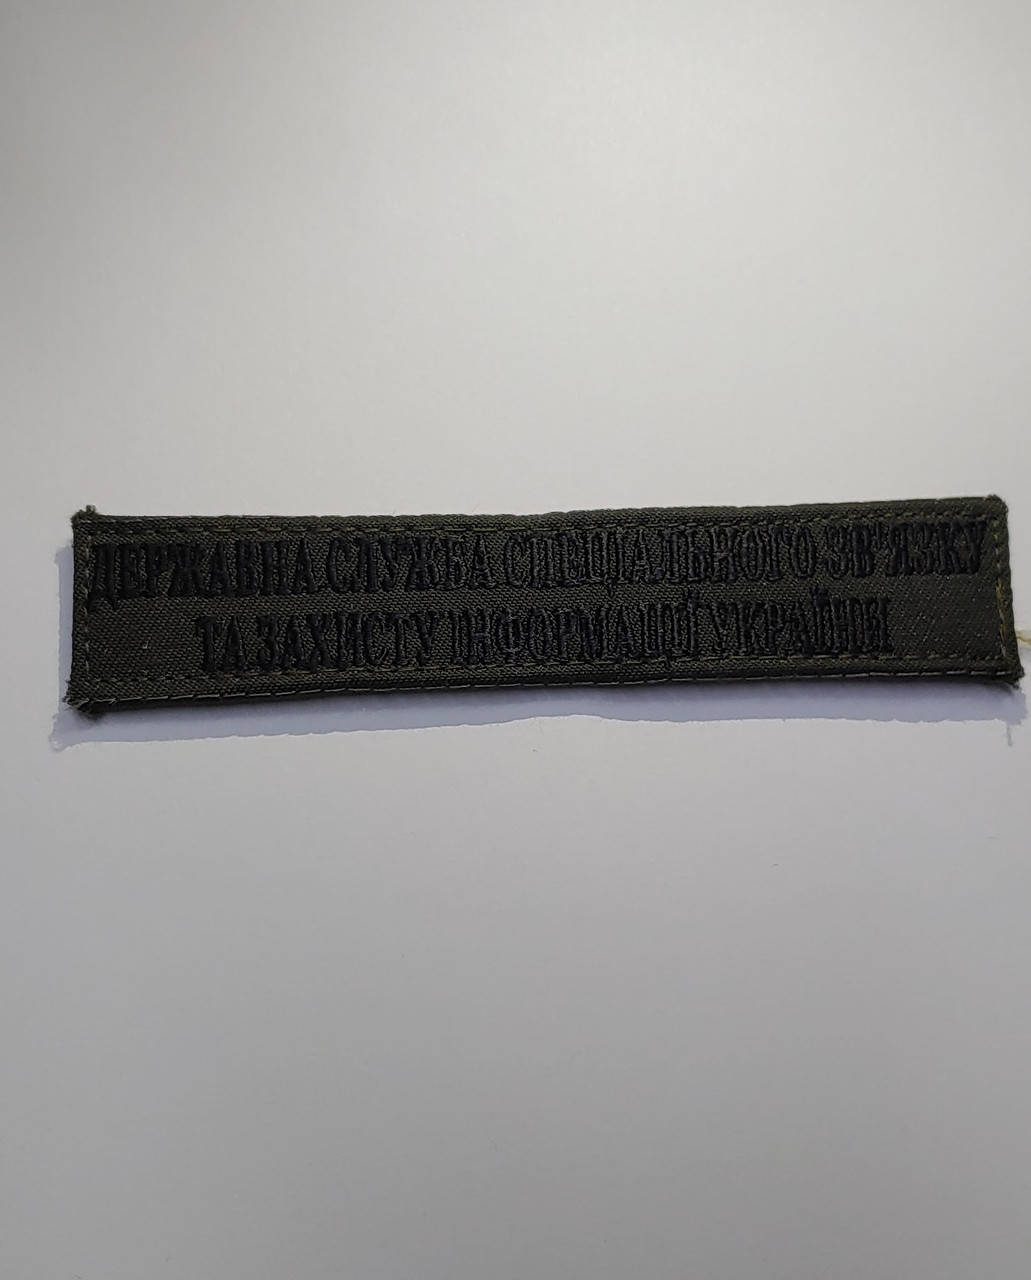 ДЕРЖАВНА СЛУЖБА СПЕЦІАЛЬНОГО ЗВ'ЯЗКУ
ТА ЗАХИСТУ ІНФОРМАЦІЇ УКРАЇНИ